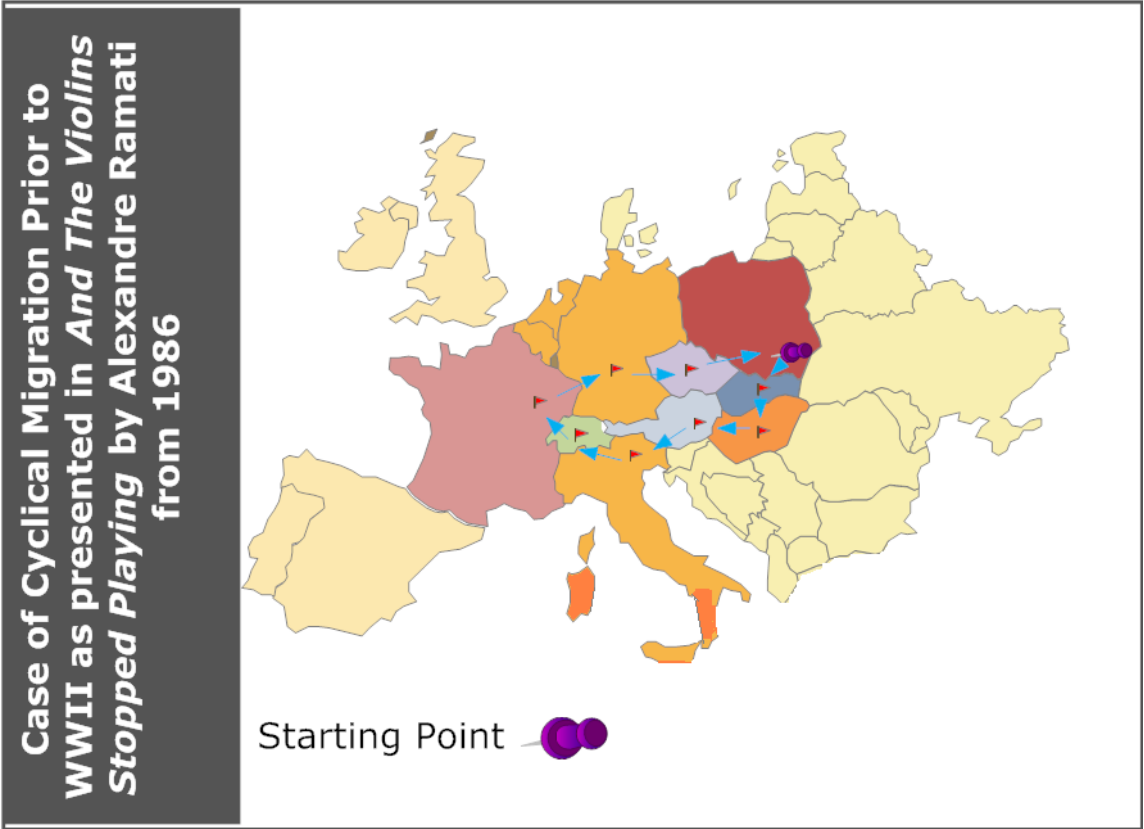 Case of Cyclical Migration Prior to
WWII as presented in And The Violins
Stopped Playing by Alexandre Ramati
from 1986
Starting Point